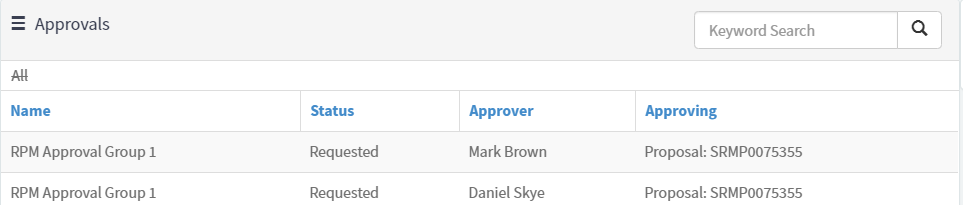 Approvals
Keyword Search
All
Name Status Approver Approving
RPM Approval Group 1 Requested Mark Brown Proposal: SRMP0075355
RPM Approval Group 1 Requested Daniel Skye Proposal: SRMP0075355